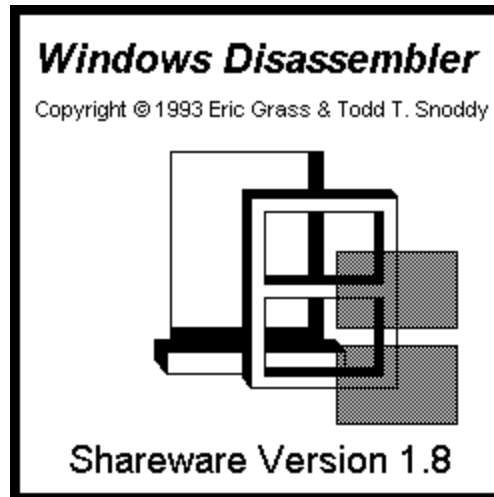 Windows Disassembler
Copyright © 1993 Eric Grass & Todd T. Snoddy
Shareware Version 1.8